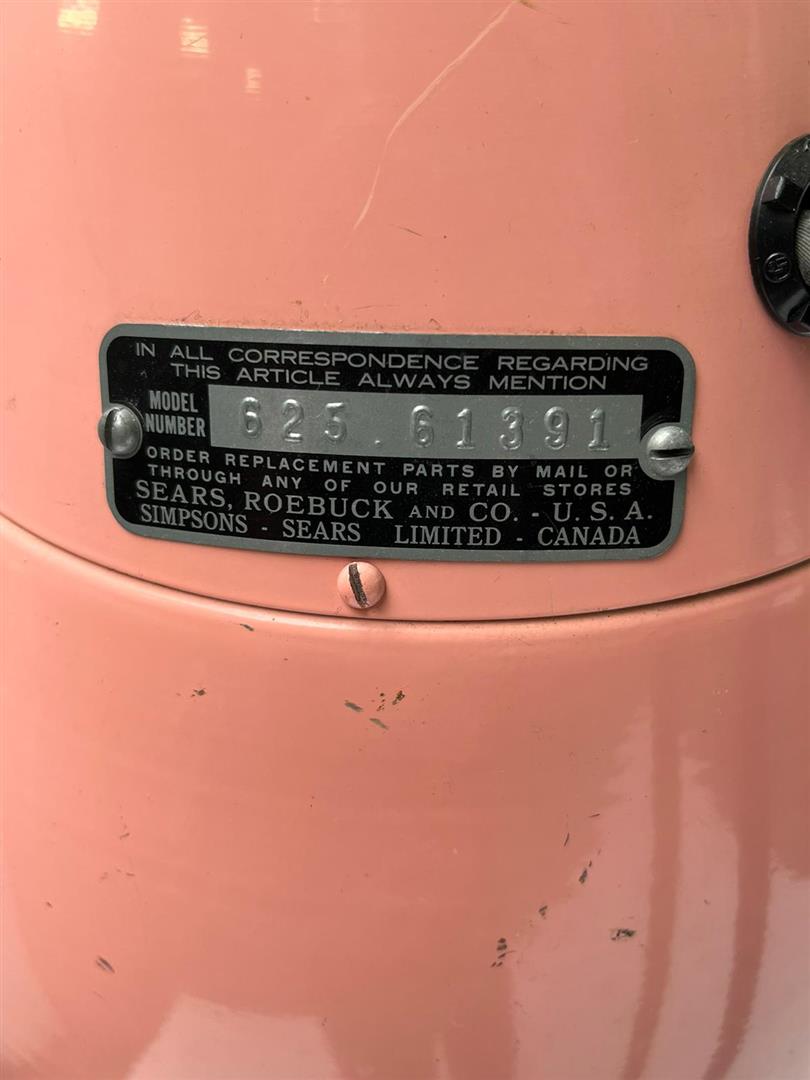 IN ALL CORRESPONDENCE REGARDING
THIS ARTICLE ALWAYS MENTION
MODEL
NUMBER
625.61391
ORDER REPLACEMENT PARTS BY MAIL OR
THROUGH ANY OF OUR RETAIL STORES
SEARS, ROEBUCK AND CO. - U.S.A.
SIMPSONS - SEARS LIMITED - CANADA